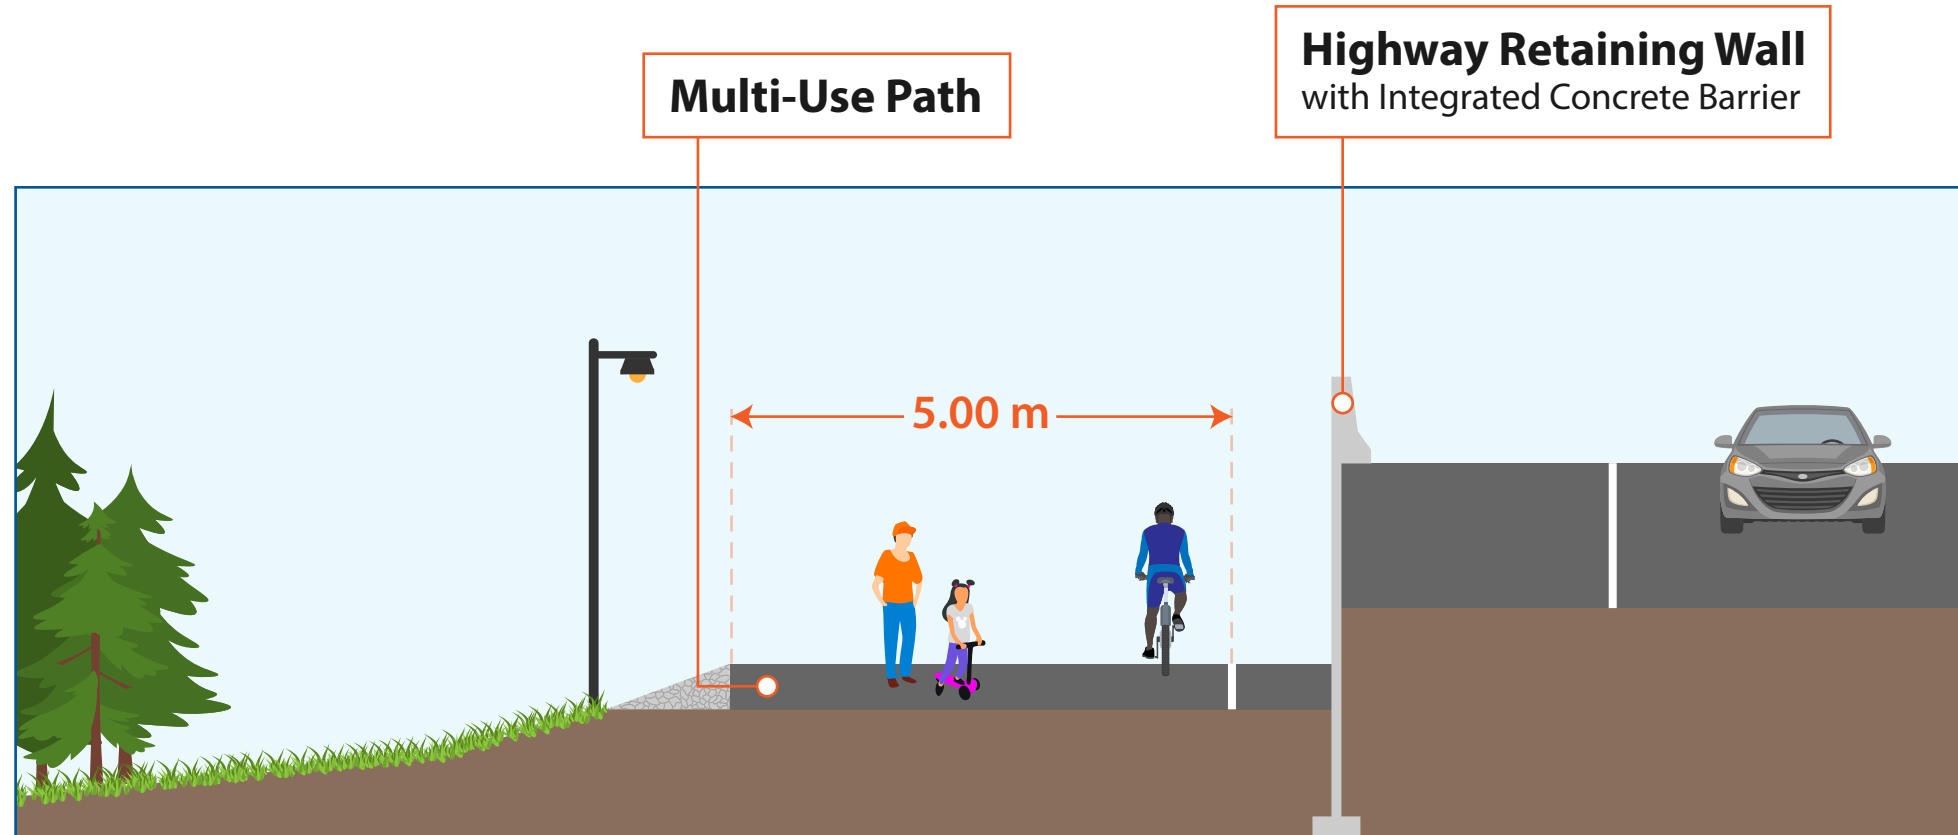 Multi-Use Path
Highway Retaining Wall
with Integrated Concrete Barrier
5.00 m